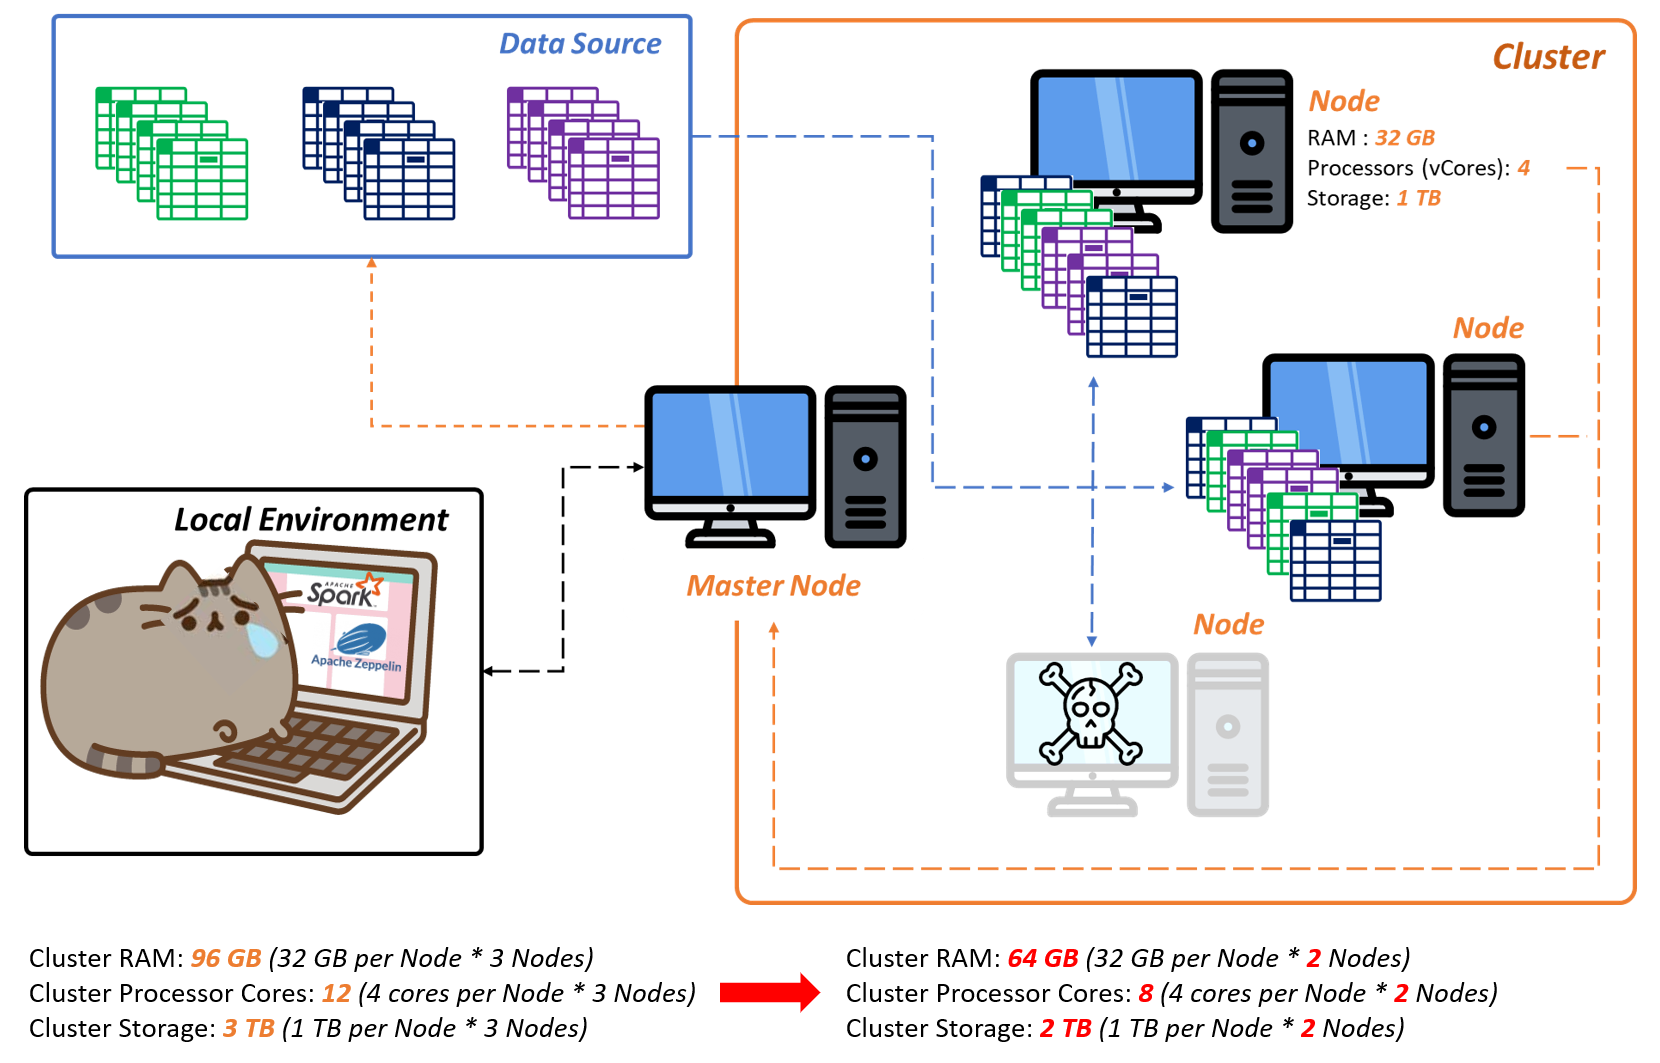 Data Source
Cluster
Node
RAM : 32 GB
Processors (vCores): 4
Storage: 1 TB
Node
Local Environment
APACHE
Spark™
Apache Zeppelin
Master Node
Node
Cluster RAM: 96 GB (32 GB per Node * 3 Nodes)
Cluster Processor Cores: 12 (4 cores per Node * 3 Nodes)
Cluster Storage: 3 TB (1 TB per Node * 3 Nodes)
Cluster RAM: 64 GB (32 GB per Node * 2 Nodes)
Cluster Processor Cores: 8 (4 cores per Node * 2 Nodes)
Cluster Storage: 2 TB (1 TB per Node * 2 Nodes)